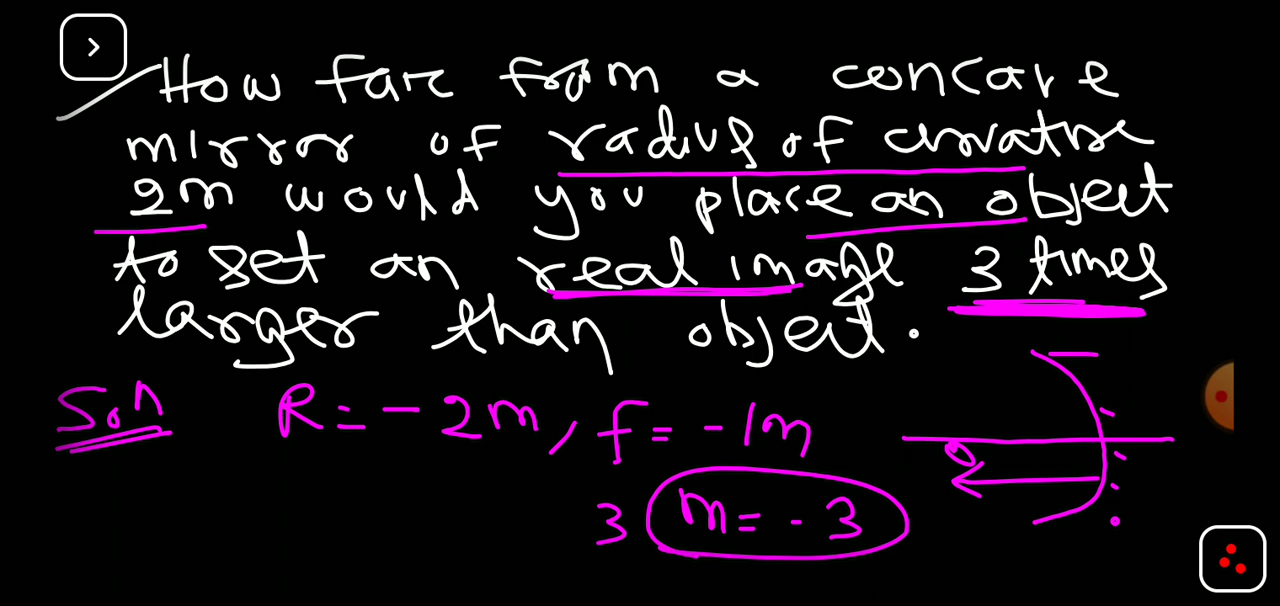 How far from a concave
mirror of radius of curvatre
2m would you place an object
to get an real image 3 times
larger than object.
Soln R = - 2m, f = - 1m
3 m = - 3